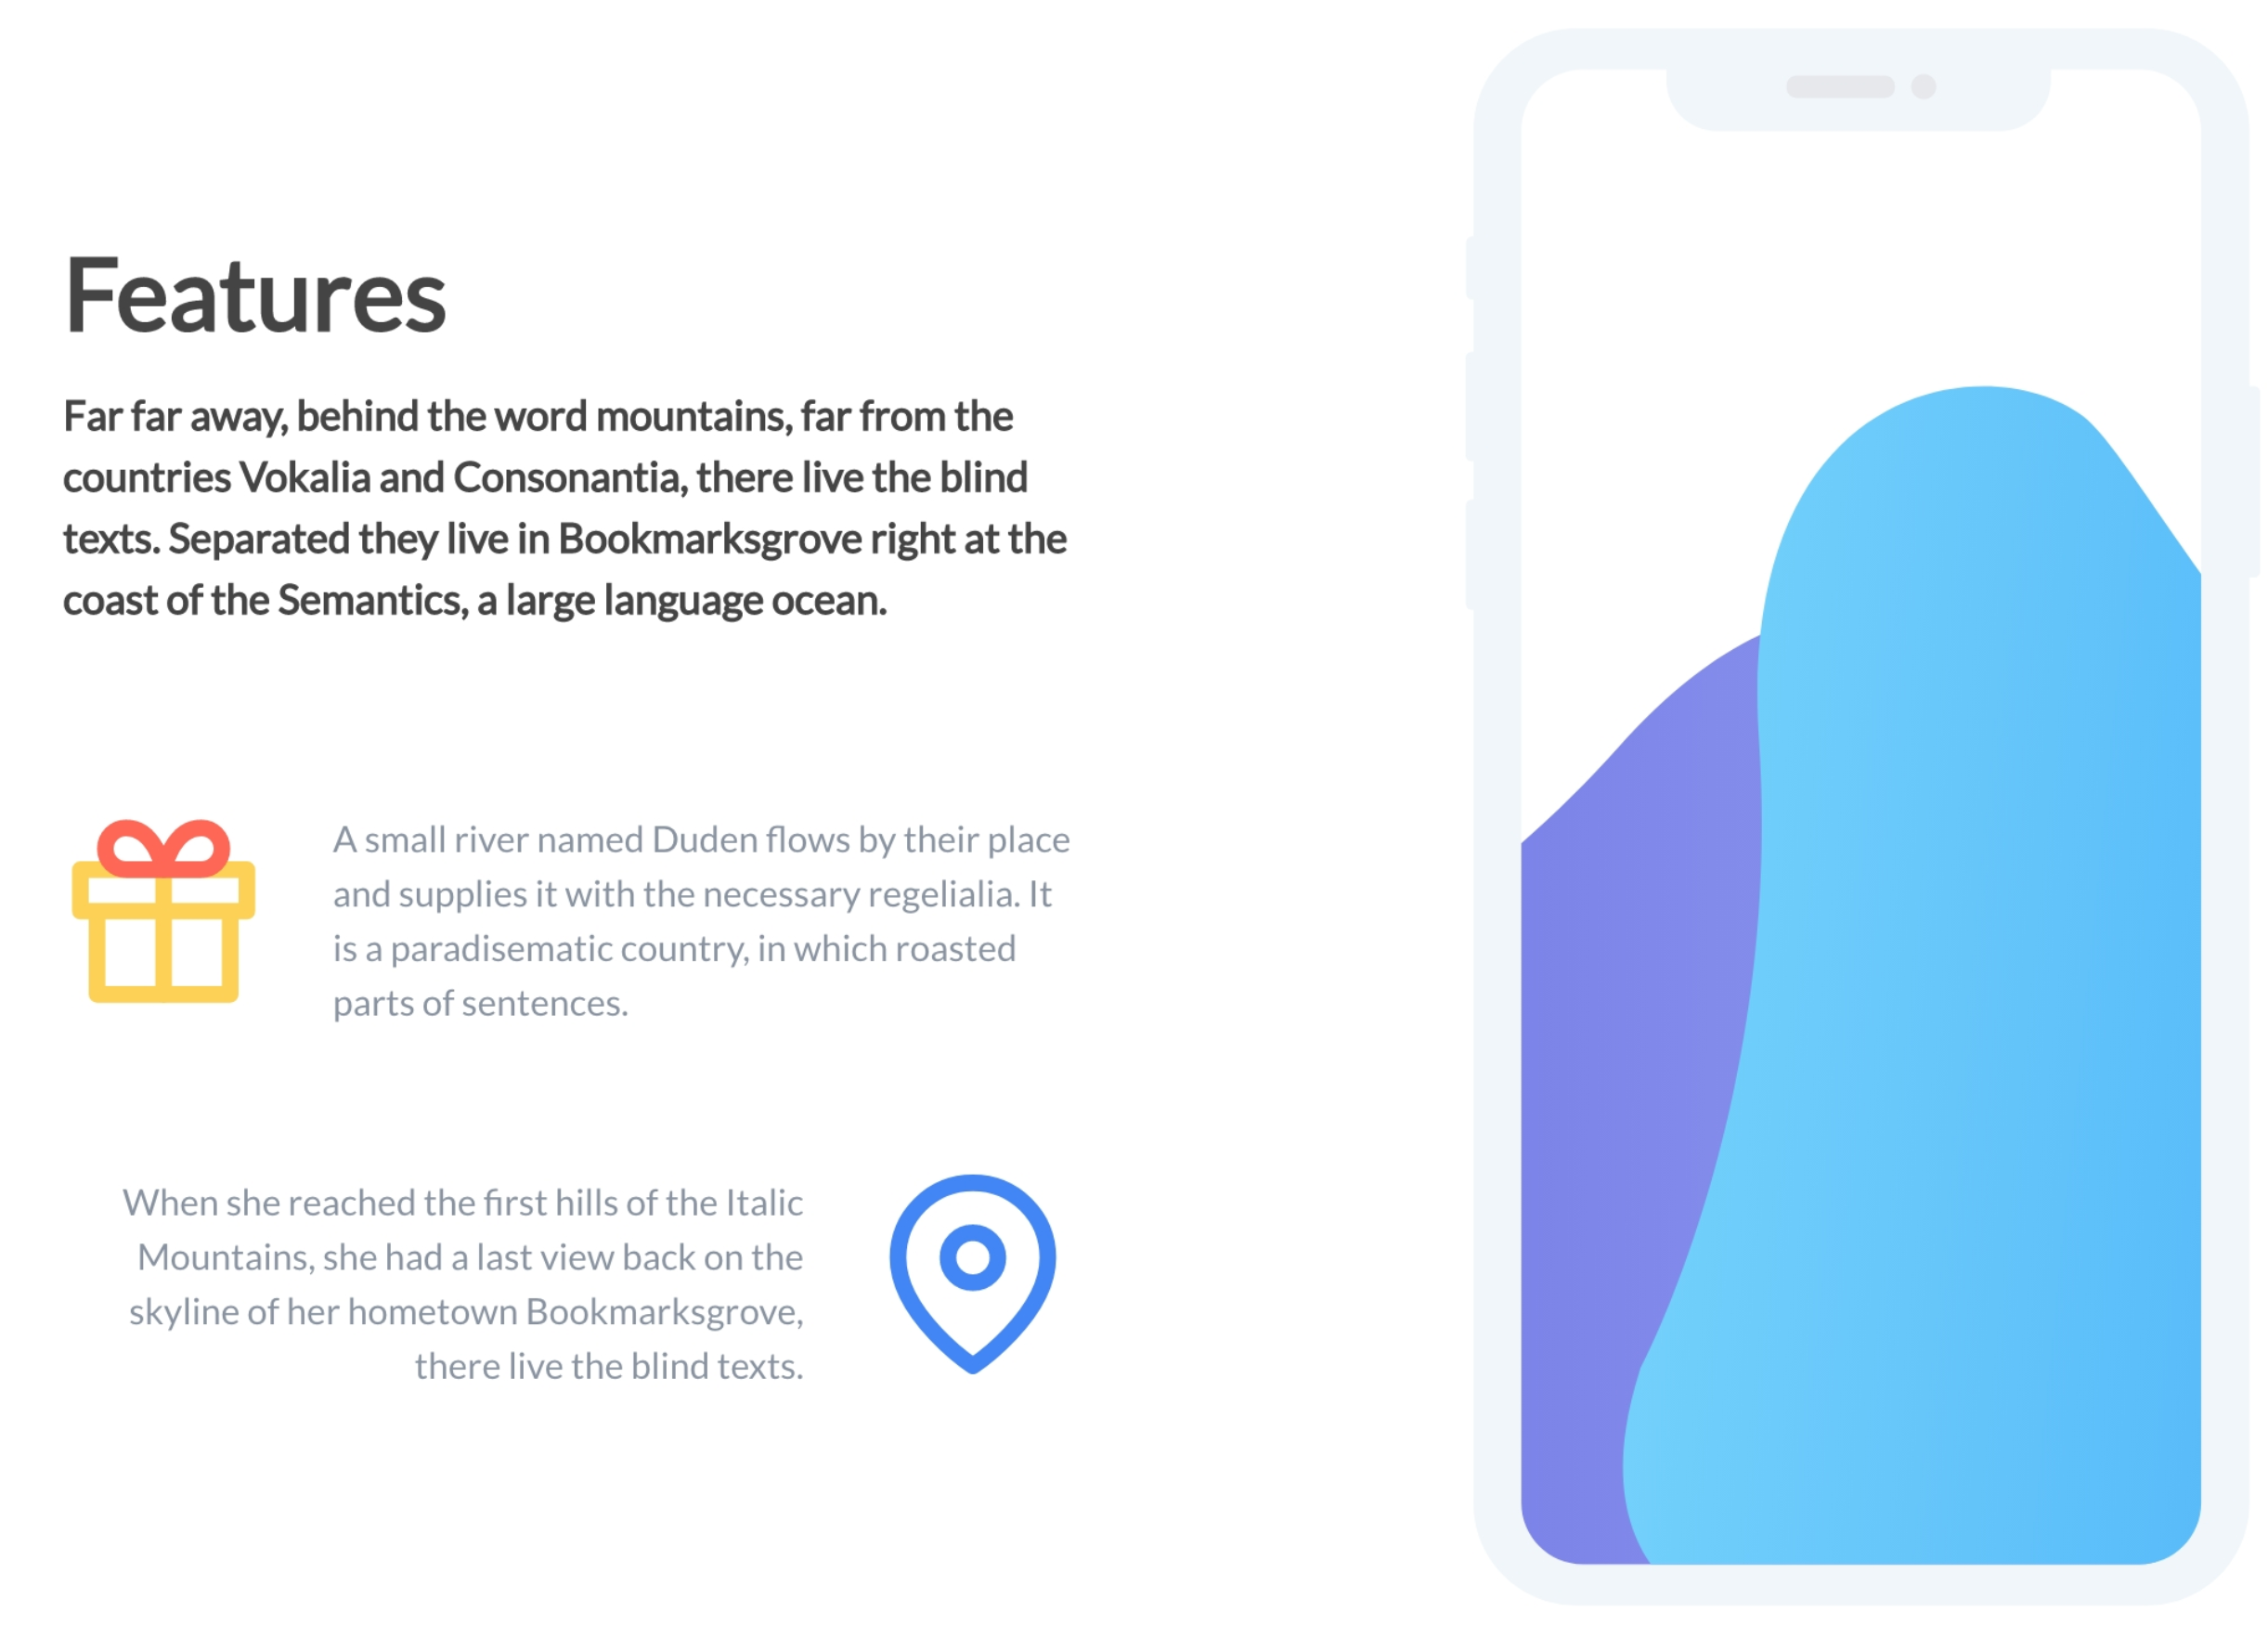 Features
Far far away, behind the word mountains, far from the
countries Vokalia and Consonantia, there live the blind
texts. Separated they live in Bookmarksgrove right at the
coast of the Semantics, a large language ocean.
A small river named Duden flows by their place
and supplies it with the necessary regelialia. It
is a paradisematic country, in which roasted
parts of sentences.
When she reached the first hills of the Italic
Mountains, she had a last view back on the
skyline of her hometown Bookmarksgrove,
there live the blind texts.